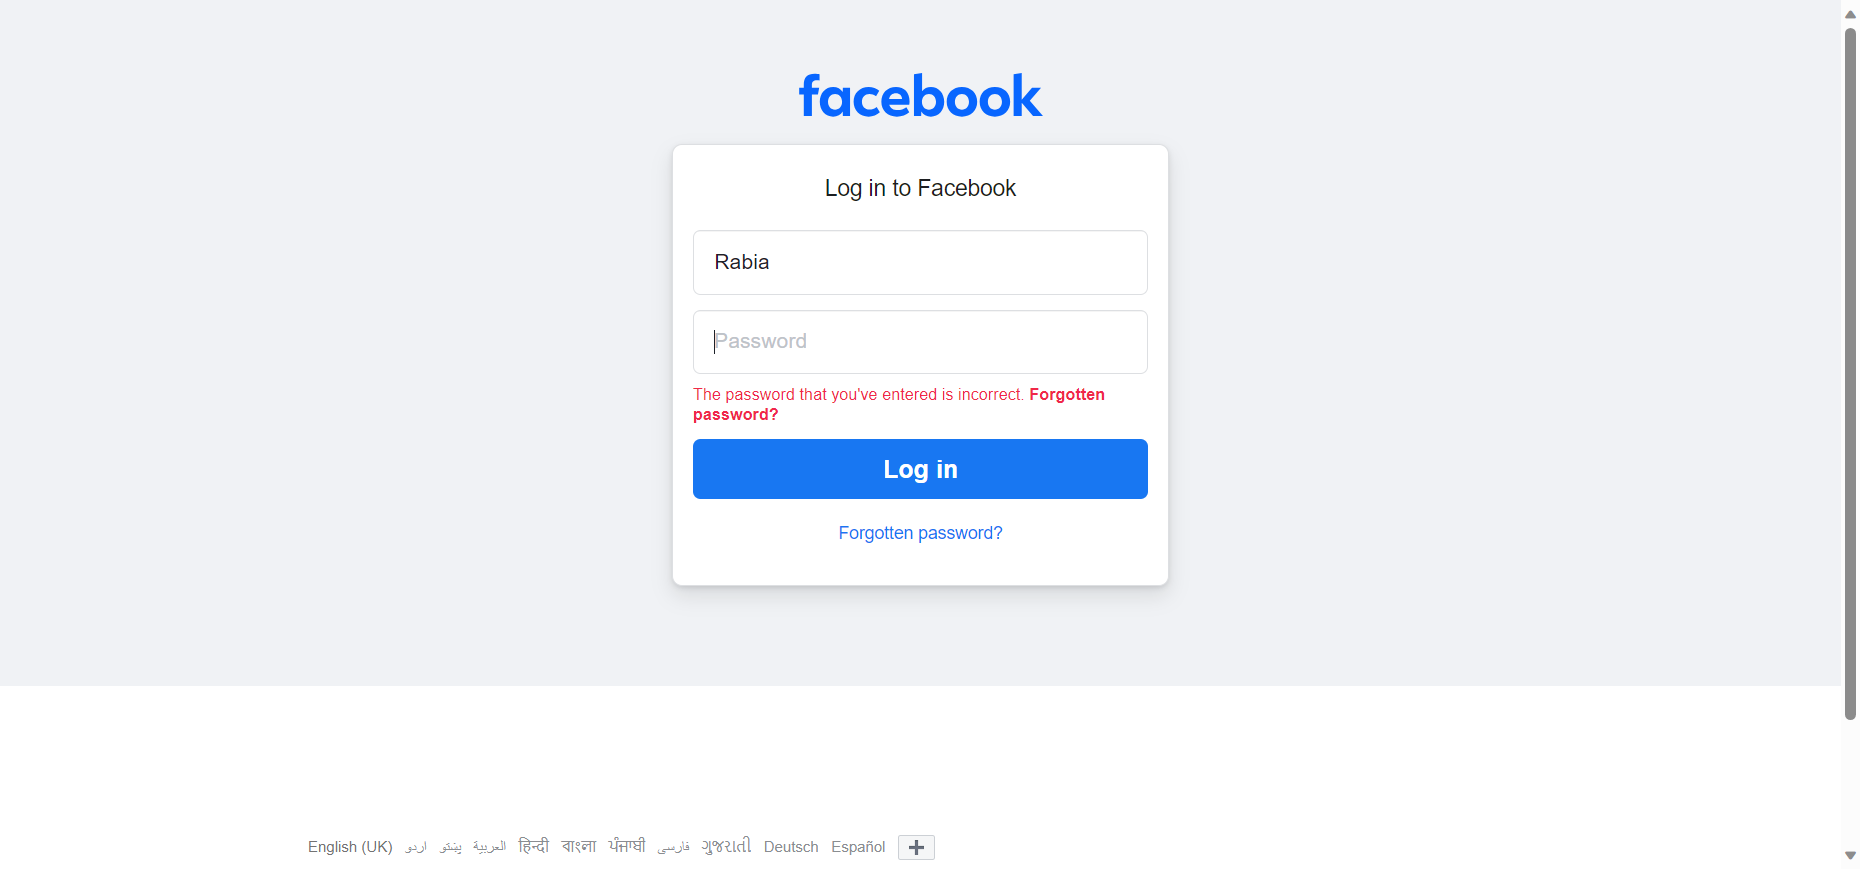 facebook
Log in to Facebook
Rabia
Password
The password that you've entered is incorrect. Forgotten
password?
Log in
Forgotten password?
English (UK) اردو پښتو العربية हिन्दी বাংলা ਪੰਜਾਬੀ فارسی ગુજરાતી Deutsch Español